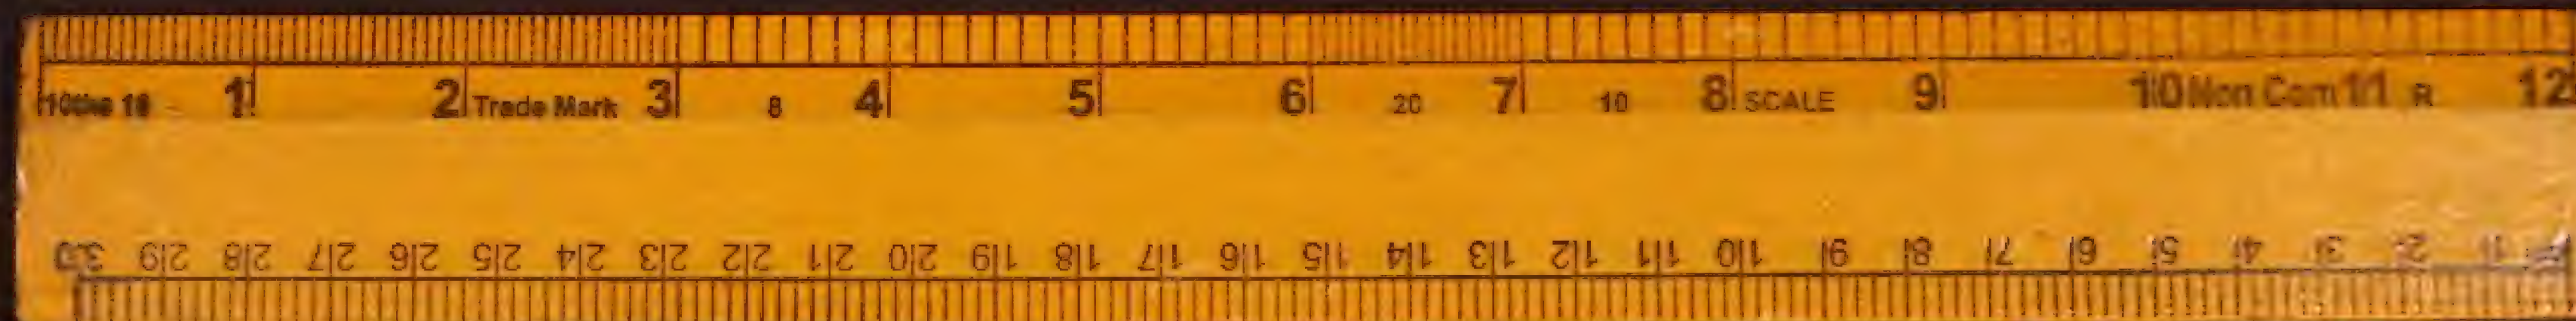 10ths 16 1 2 Trade Mark 3 8 4 5 6 20 7 10 8 SCALE 9 10 Non Com 11 R 12
30 29 28 27 26 25 24 23 22 21 20 19 18 17 16 15 14 13 12 11 10 9 8 7 6 5 4 3 2 1